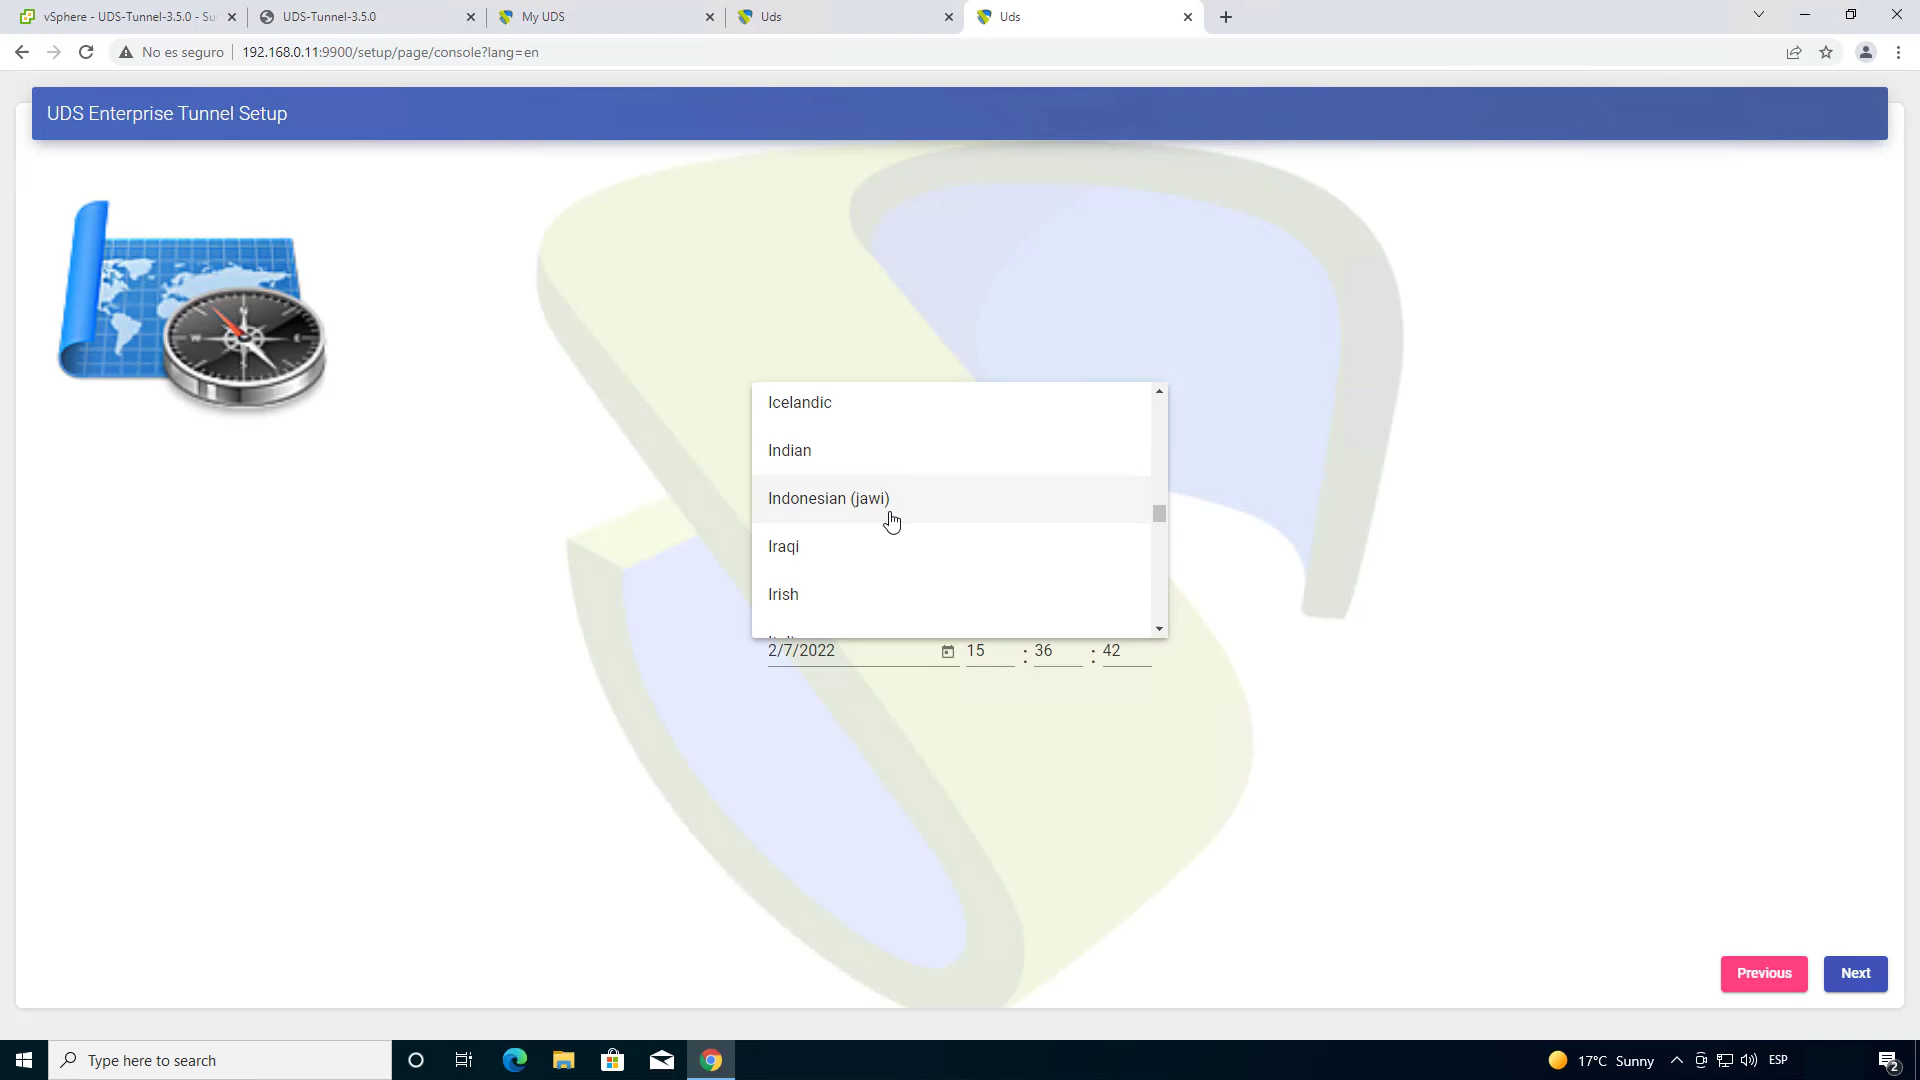 vSphere - UDS-Tunnel-3.5.0 - Su
UDS-Tunnel-3.5.0
My UDS
Uds
Uds
No es seguro
192.168.0.11:9900/setup/page/console?lang=en
UDS Enterprise Tunnel Setup
N
W
E
S
Icelandic
Indian
Indonesian (jawi)
Iraqi
Irish
2/7/2022
15 : 36 : 42
Previous
Next
Type here to search
17°C Sunny
ESP
2